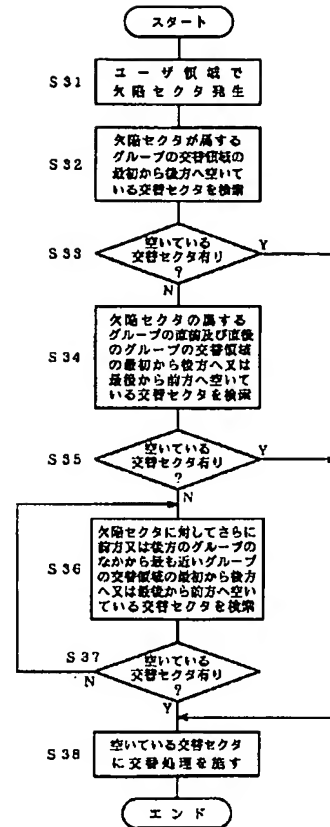 スタート
S31
ユーザ領域で
欠陥セクタ発生
S32
欠陥セクタが属する
グループの交替領域の
最初から後方へ空いて
いる交替セクタを検索
S33
空いている
交替セクタ有り
?
Y
N
S34
欠陥セクタの属する
グループの直前及び直後
のグループの交替領域
の最初から後方へ又は
最後から前方へ空いて
いる交替セクタを検索
S35
空いている
交替セクタ有り
?
Y
N
S36
欠陥セクタに対してさらに
前方又は後方のグループの
なかから最も近いグループ
の交替領域の最初から後方
へ又は最後から前方へ空い
ている交替セクタを検索
S37
空いている
交替セクタ有り
?
N
Y
S38
空いている交替セクタ
に交替処理を施す
エンド